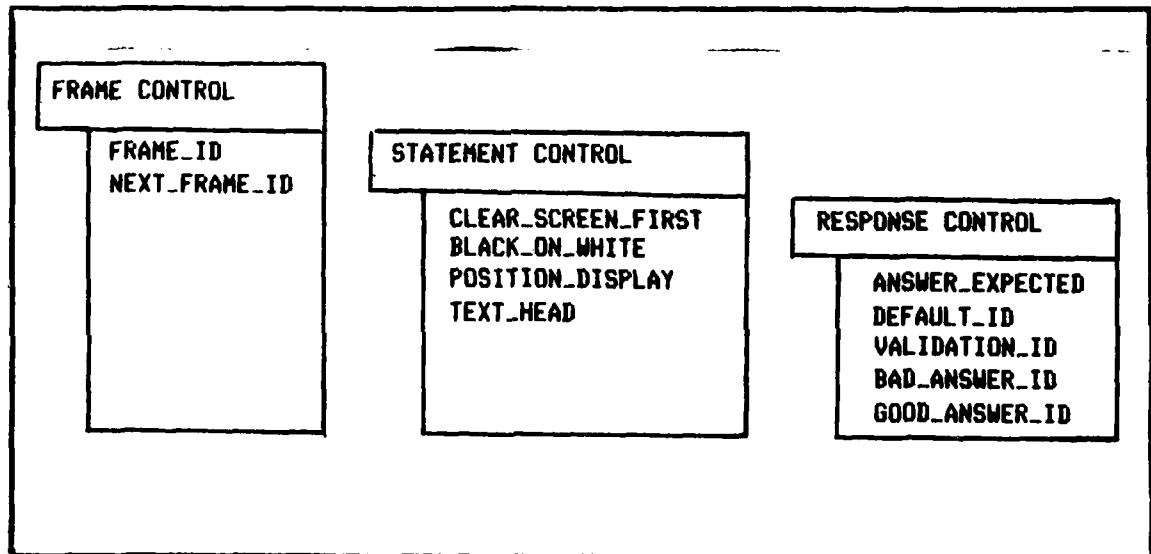 FRAME CONTROL
FRAME_ID
NEXT_FRAME_ID
STATEMENT CONTROL
CLEAR_SCREEN_FIRST
BLACK_ON_WHITE
POSITION_DISPLAY
TEXT_HEAD
RESPONSE CONTROL
ANSWER_EXPECTED
DEFAULT_ID
VALIDATION_ID
BAD_ANSWER_ID
GOOD_ANSWER_ID